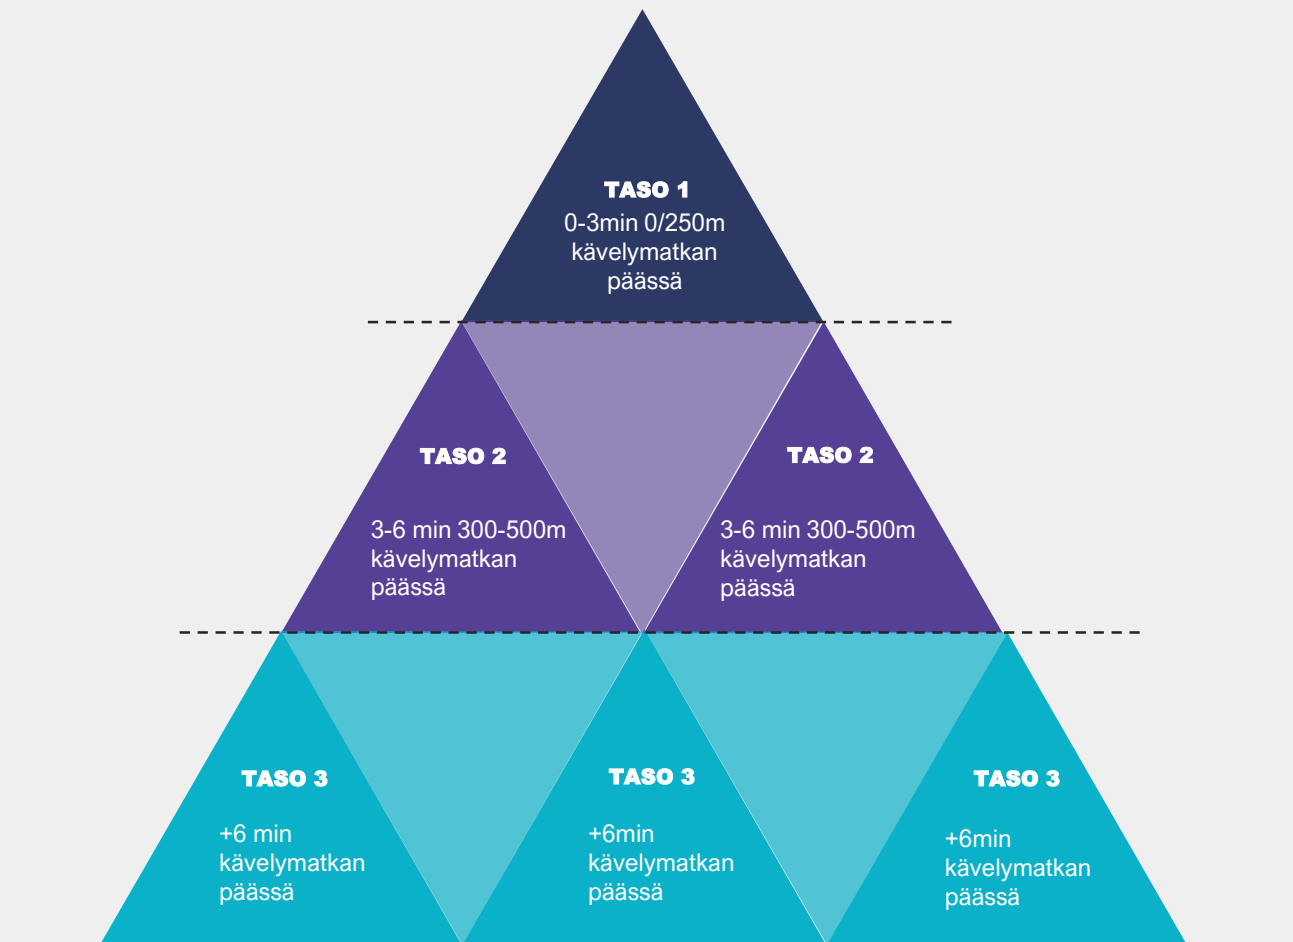 TASO 1
0-3min 0/250m
kävelymatkan
päässä
TASO 2
3-6 min 300-500m
kävelymatkan
päässä
TASO 2
3-6 min 300-500m
kävelymatkan
päässä
TASO 3
+6 min
kävelymatkan
päässä
TASO 3
+6min
kävelymatkan
päässä
TASO 3
+6min
kävelymatkan
päässä